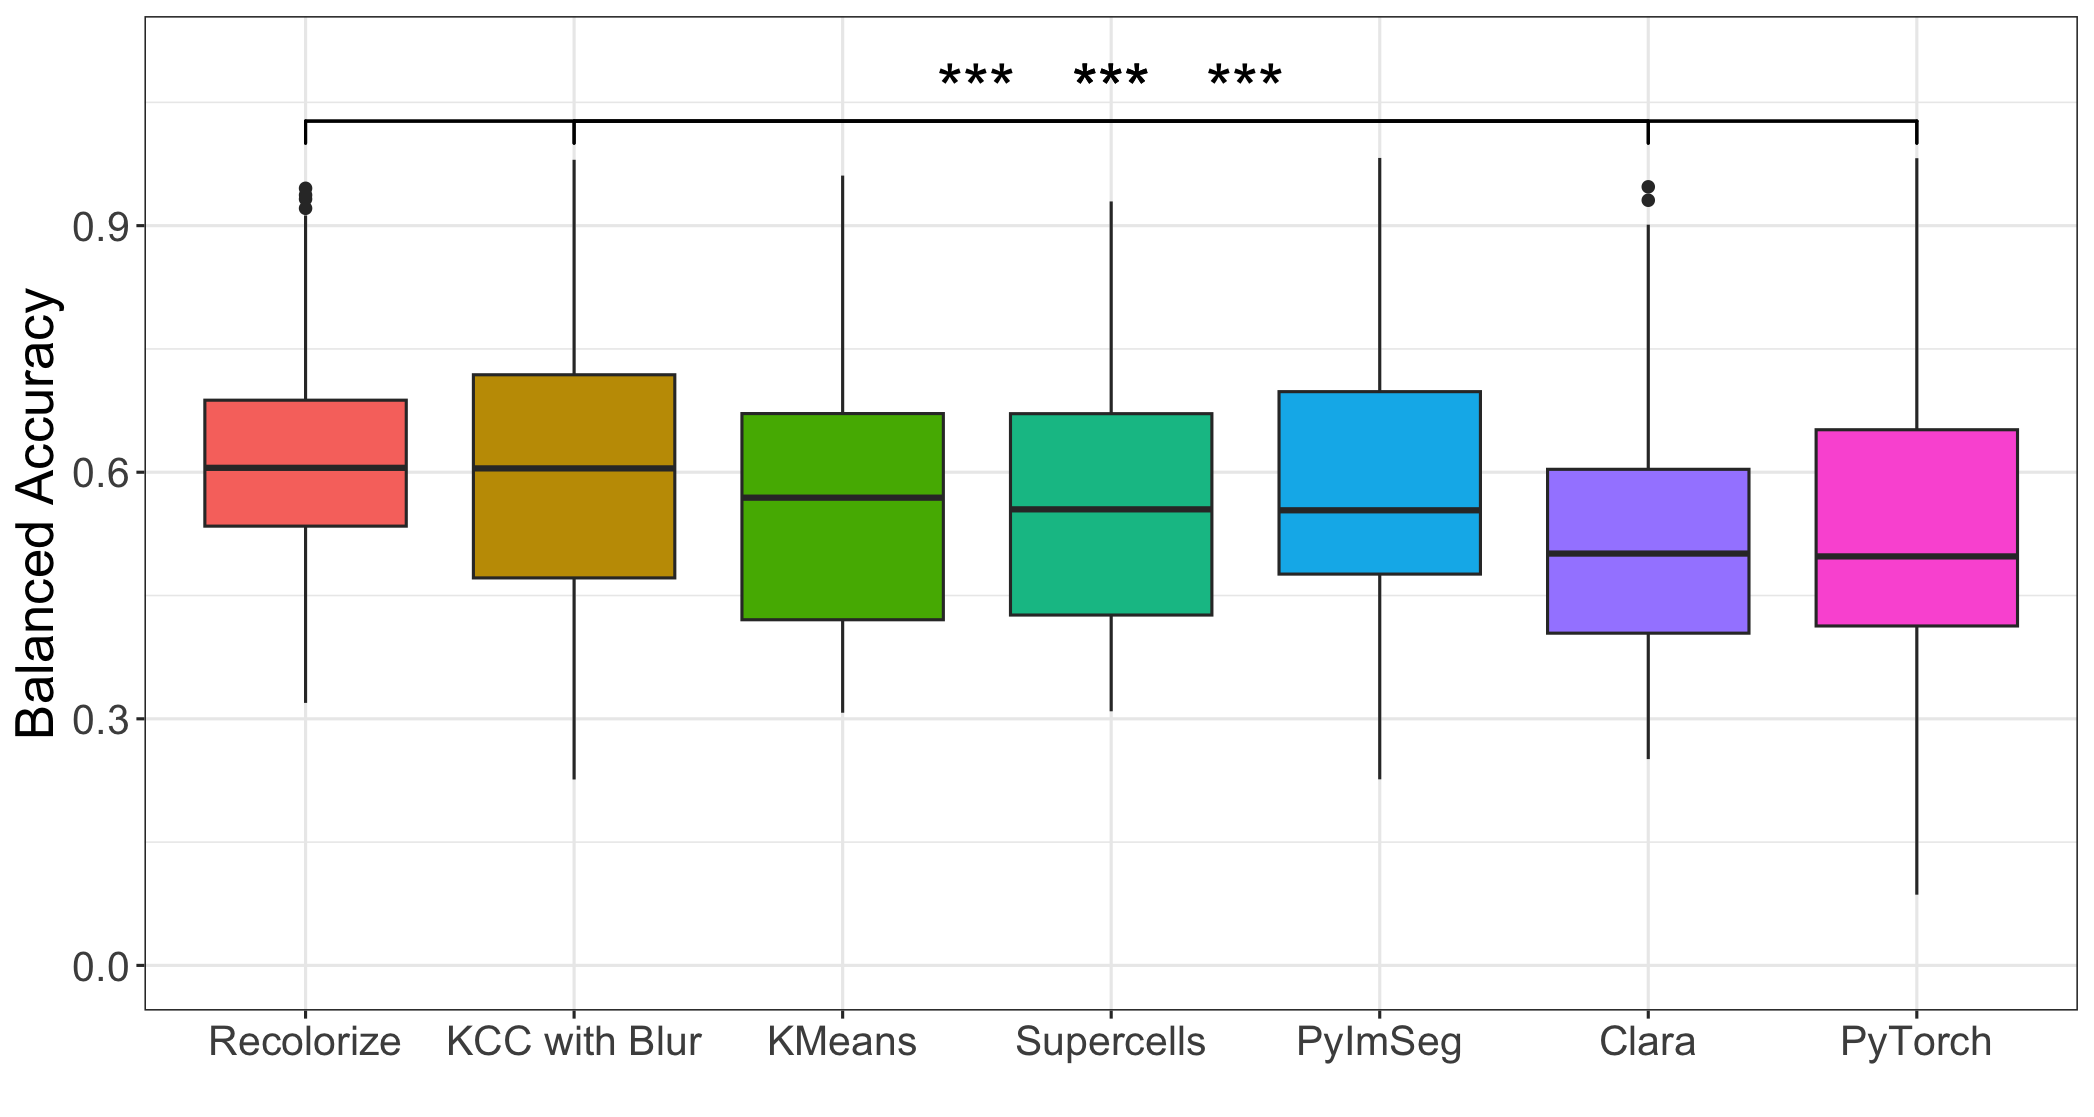 *** *** ***
Balanced Accuracy
0.9
0.6
0.3
0.0
Recolorize KCC with Blur KMeans Supercells PyImSeg Clara PyTorch